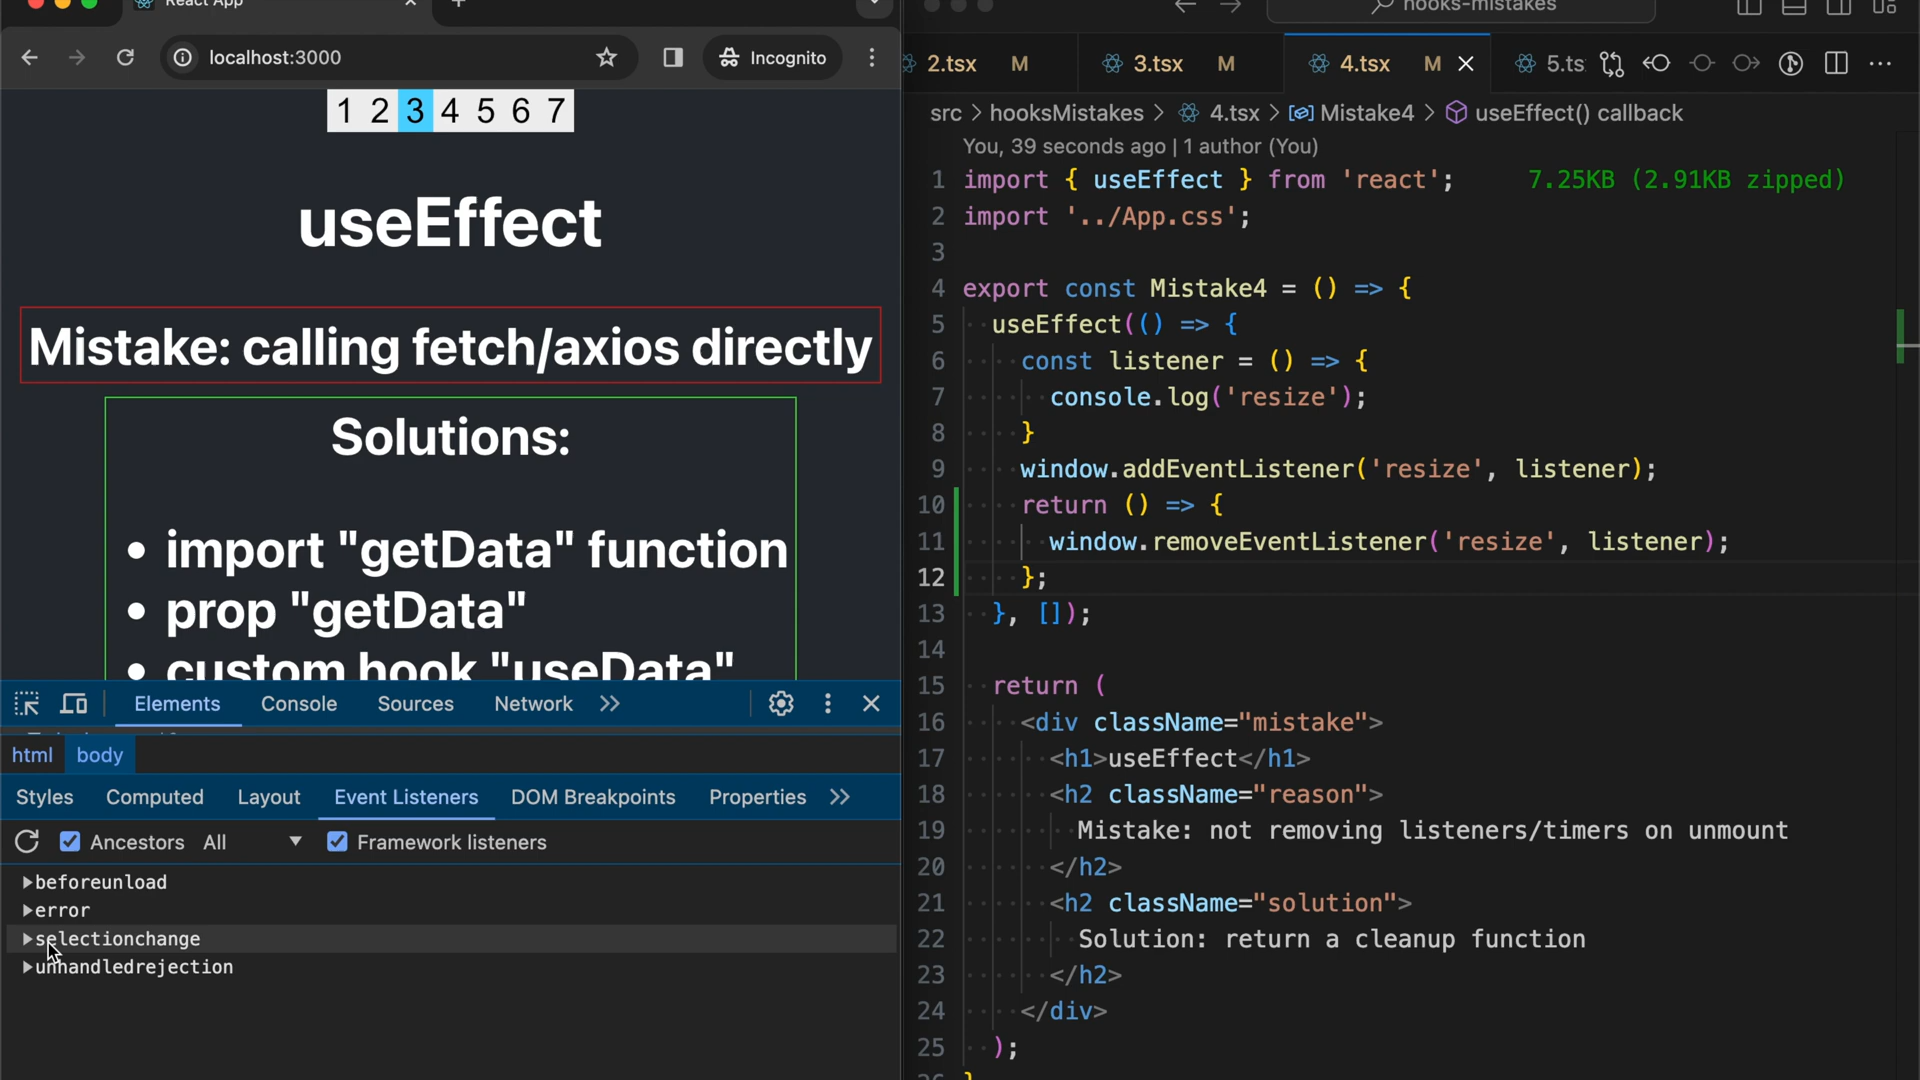 React App
localhost:3000
Incognito
1 2 3 4 5 6 7
useEffect
Mistake: calling fetch/axios directly
Solutions:
• import "getData" function
• prop "getData"
• custom hook "useData"
Elements Console Sources Network
html body
Styles Computed Layout Event Listeners DOM Breakpoints Properties
Ancestors All Framework listeners
beforeunload
error
selectionchange
unhandledrejection
hooks-mistakes
2.tsx M 3.tsx M 4.tsx M 5.ts
src > hooksMistakes > 4.tsx > Mistake4 > useEffect() callback
You, 39 seconds ago | 1 author (You)
1 import { useEffect } from 'react'; 7.25KB (2.91KB zipped)
2 import '../App.css';
3
4 export const Mistake4 = () => {
5 useEffect(() => {
6 const listener = () => {
7 console.log('resize');
8 }
9 window.addEventListener('resize', listener);
10 return () => {
11 window.removeEventListener('resize', listener);
12 };
13 }, []);
14
15 return (
16 <div className="mistake">
17 <h1>useEffect</h1>
18 <h2 className="reason">
19 Mistake: not removing listeners/timers on unmount
20 </h2>
21 <h2 className="solution">
22 Solution: return a cleanup function
23 </h2>
24 </div>
25 );